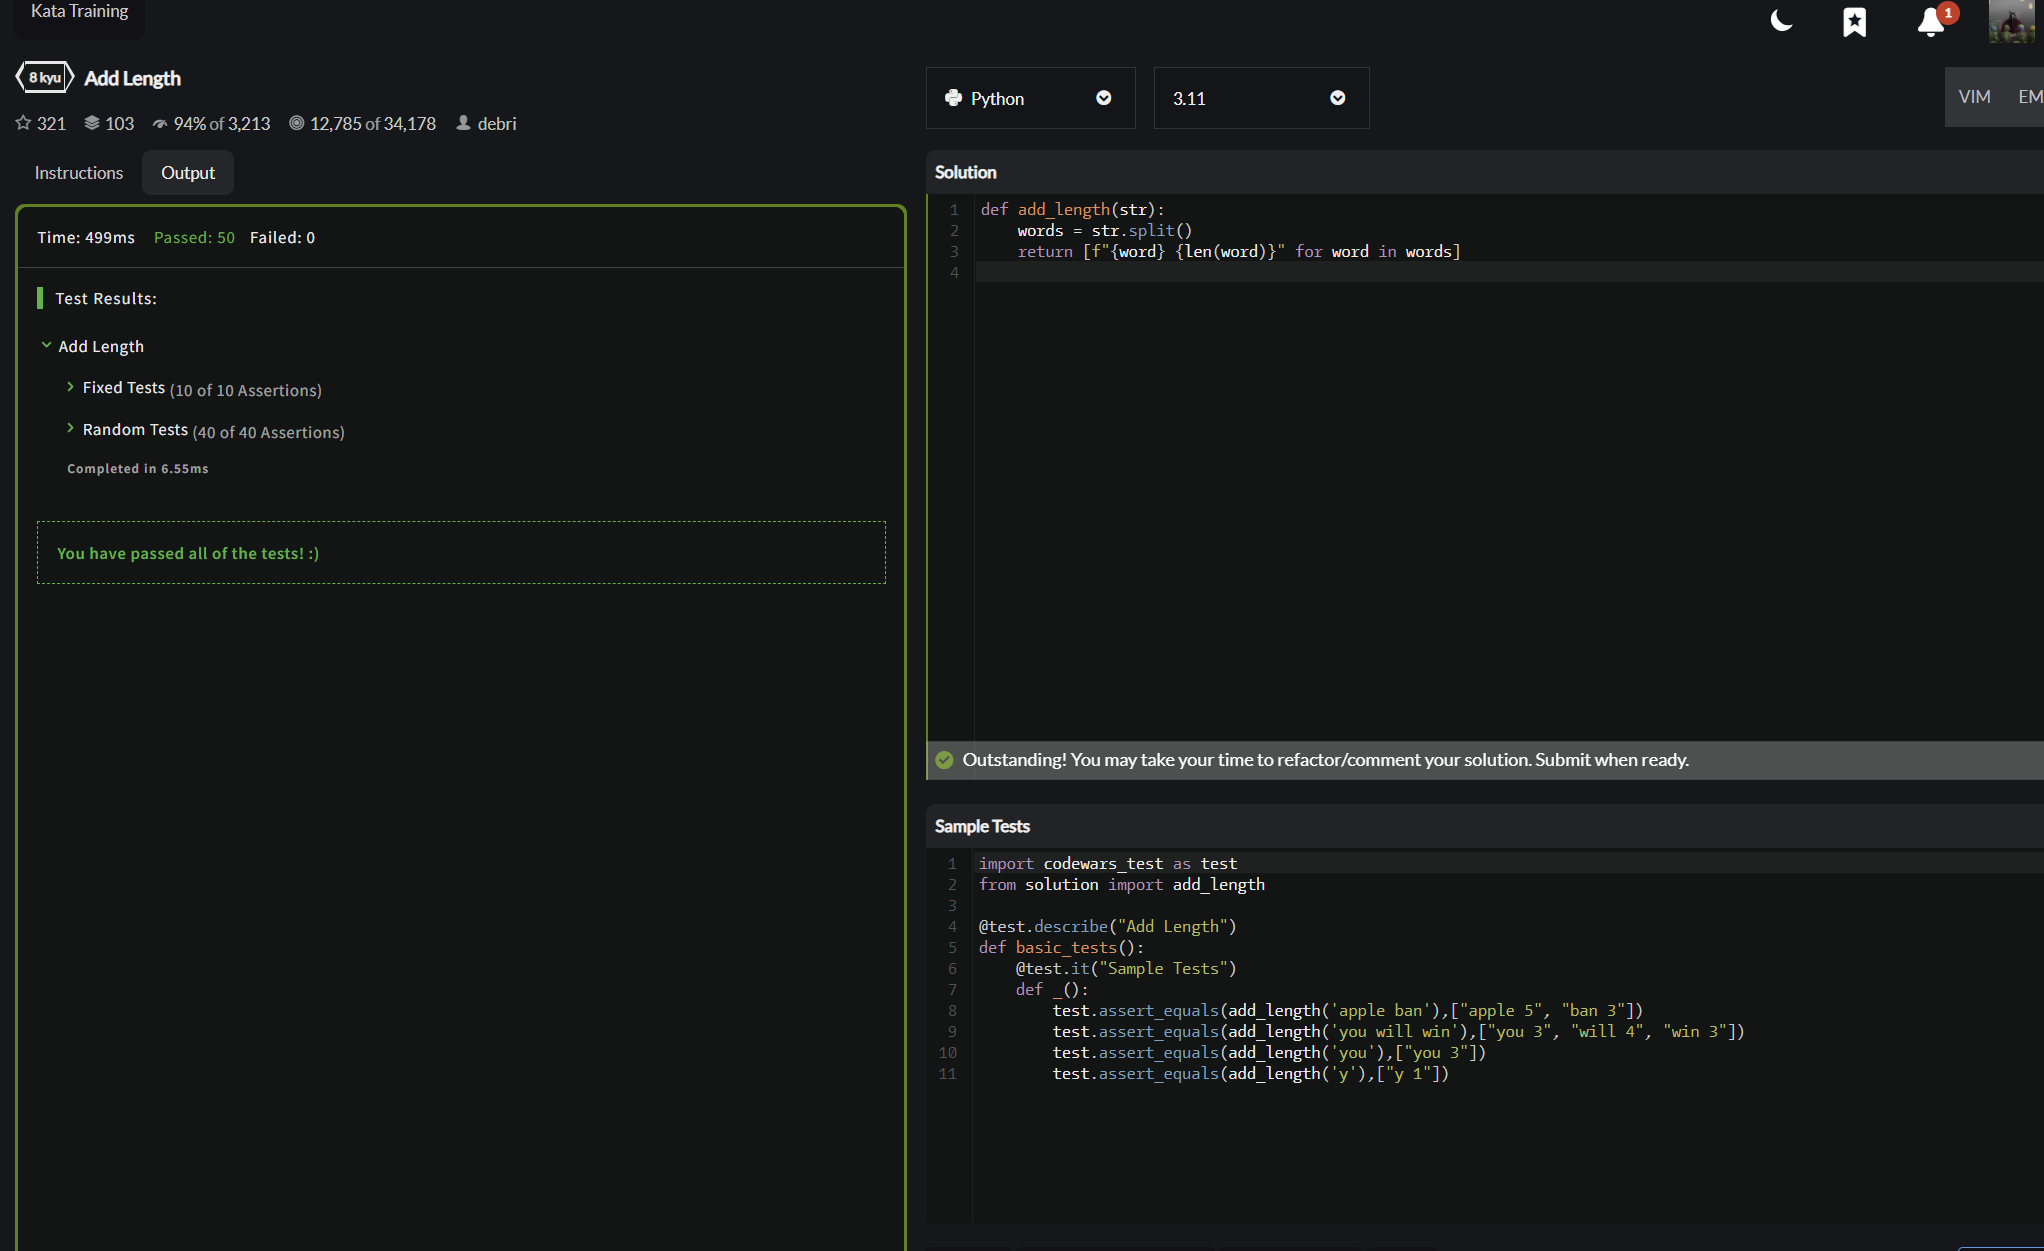 Kata Training
1
8 kyu Add Length
321 103 94% of 3,213 12,785 of 34,178 debri
Instructions Output
Time: 499ms Passed: 50 Failed: 0
Test Results:
Add Length
Fixed Tests (10 of 10 Assertions)
Random Tests (40 of 40 Assertions)
Completed in 6.55ms
You have passed all of the tests! :)
Python 3.11 VIM EM
Solution
1 def add_length(str):
2     words = str.split()
3     return [f"{word} {len(word)}" for word in words]
4
Outstanding! You may take your time to refactor/comment your solution. Submit when ready.
Sample Tests
1 import codewars_test as test
2 from solution import add_length
3
4 @test.describe("Add Length")
5 def basic_tests():
6     @test.it("Sample Tests")
7     def _():
8         test.assert_equals(add_length('apple ban'),["apple 5", "ban 3"])
9         test.assert_equals(add_length('you will win'),["you 3", "will 4", "win 3"])
10         test.assert_equals(add_length('you'),["you 3"])
11         test.assert_equals(add_length('y'),["y 1"])